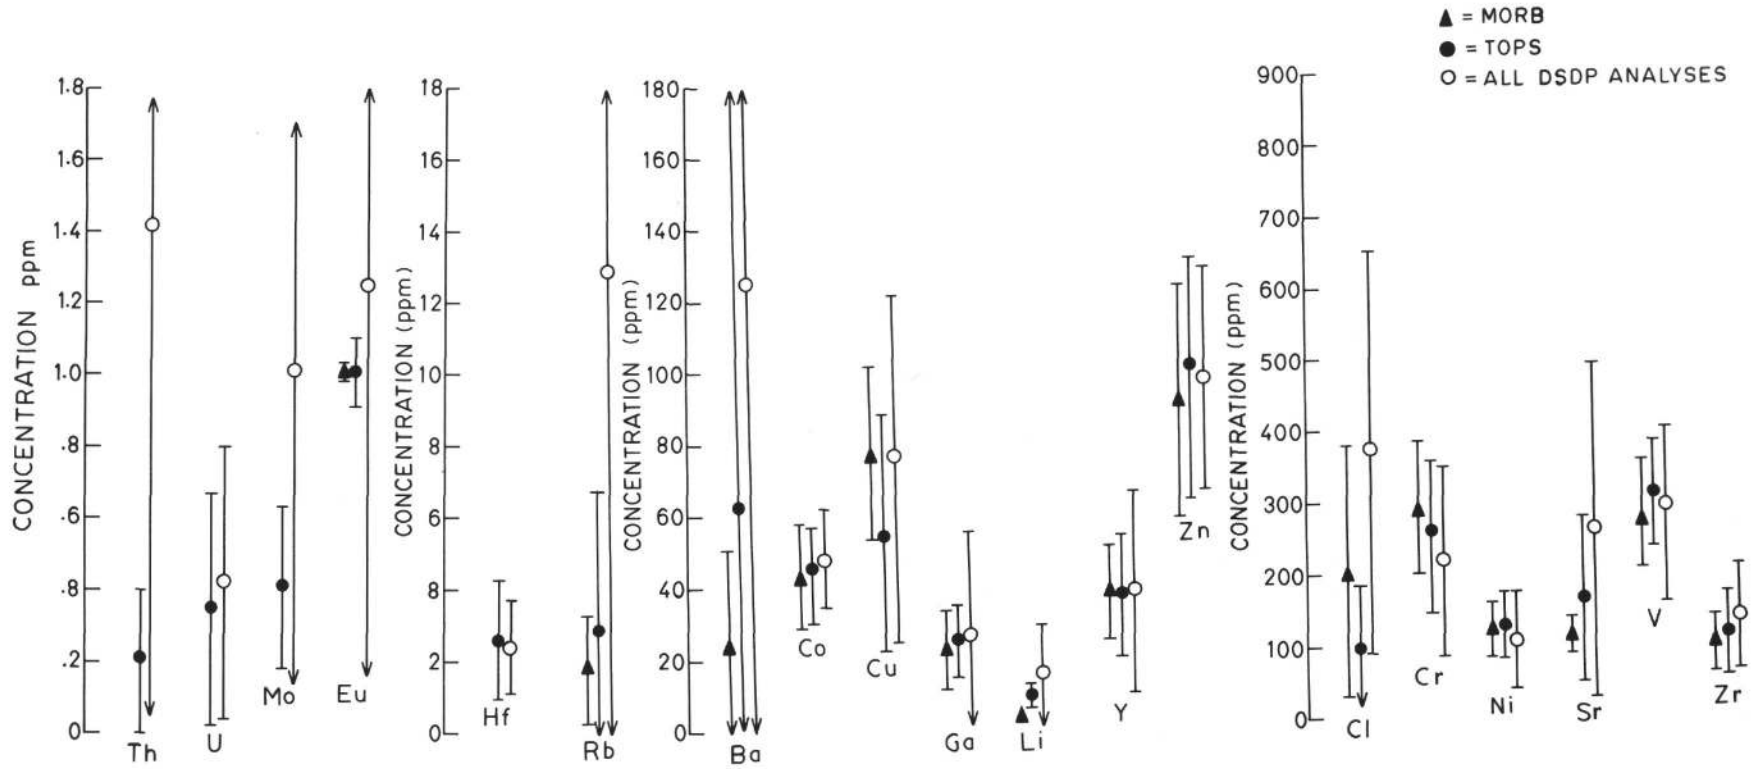 ▲ = MORB
● = TOPS
○ = ALL DSDP ANALYSES
CONCENTRATION ppm
1.8
1.6
1.4
1.2
1.0
.8
.6
.8
.2
0
Th
U
Mo
Eu
CONCENTRATION (ppm)
18
16
14
12
10
8
6
8
2
0
Hf
Rb
CONCENTRATION (ppm)
180
160
140
120
100
80
60
40
20
0
Ba
Co
Cu
Ga
Li
Y
Zn
CONCENTRATION (ppm)
900
800
700
600
500
400
300
200
100
0
Cl
Cr
Ni
Sr
V
Zr